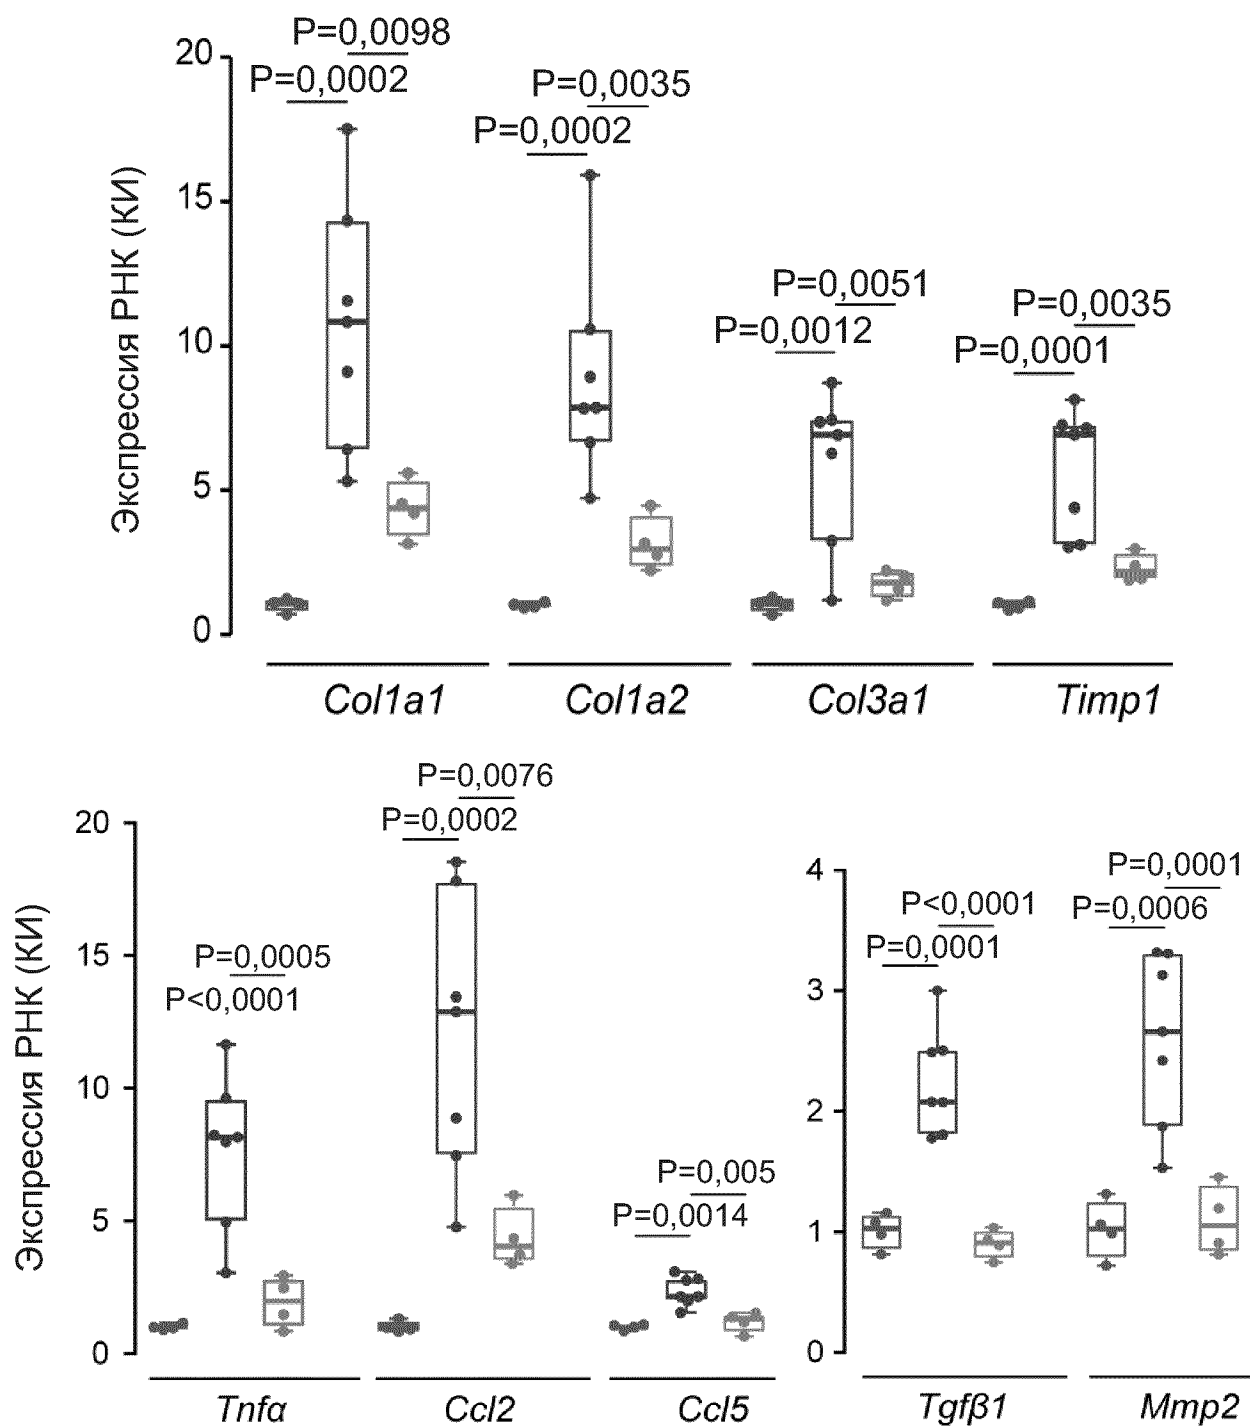 P=0,0098
P=0,0002
P=0,0035
P=0,0002
P=0,0051
P=0,0012
P=0,0035
P=0,0001
20
15
10
5
0
Экспрессия РНК (КИ)
Col1a1 Col1a2 Col3a1 Timp1
P=0,0076
P=0,0002
P=0,0005
P<0,0001
P=0,005
P=0,0014
20
15
10
5
0
Экспрессия РНК (КИ)
Tnfα Ccl2 Ccl5
P=0,0001
P=0,0006
P<0,0001
P=0,0001
4
3
2
1
0
Tgfβ1 Mmp2